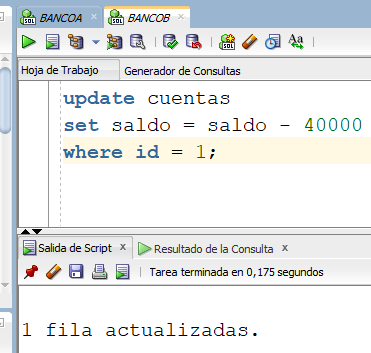 BANCOA
BANCOB
Hoja de Trabajo
Generador de Consultas
update cuentas
set saldo = saldo - 40000
where id = 1;
Salida de Script
Resultado de la Consulta
Tarea terminada en 0,175 segundos
1 fila actualizadas.